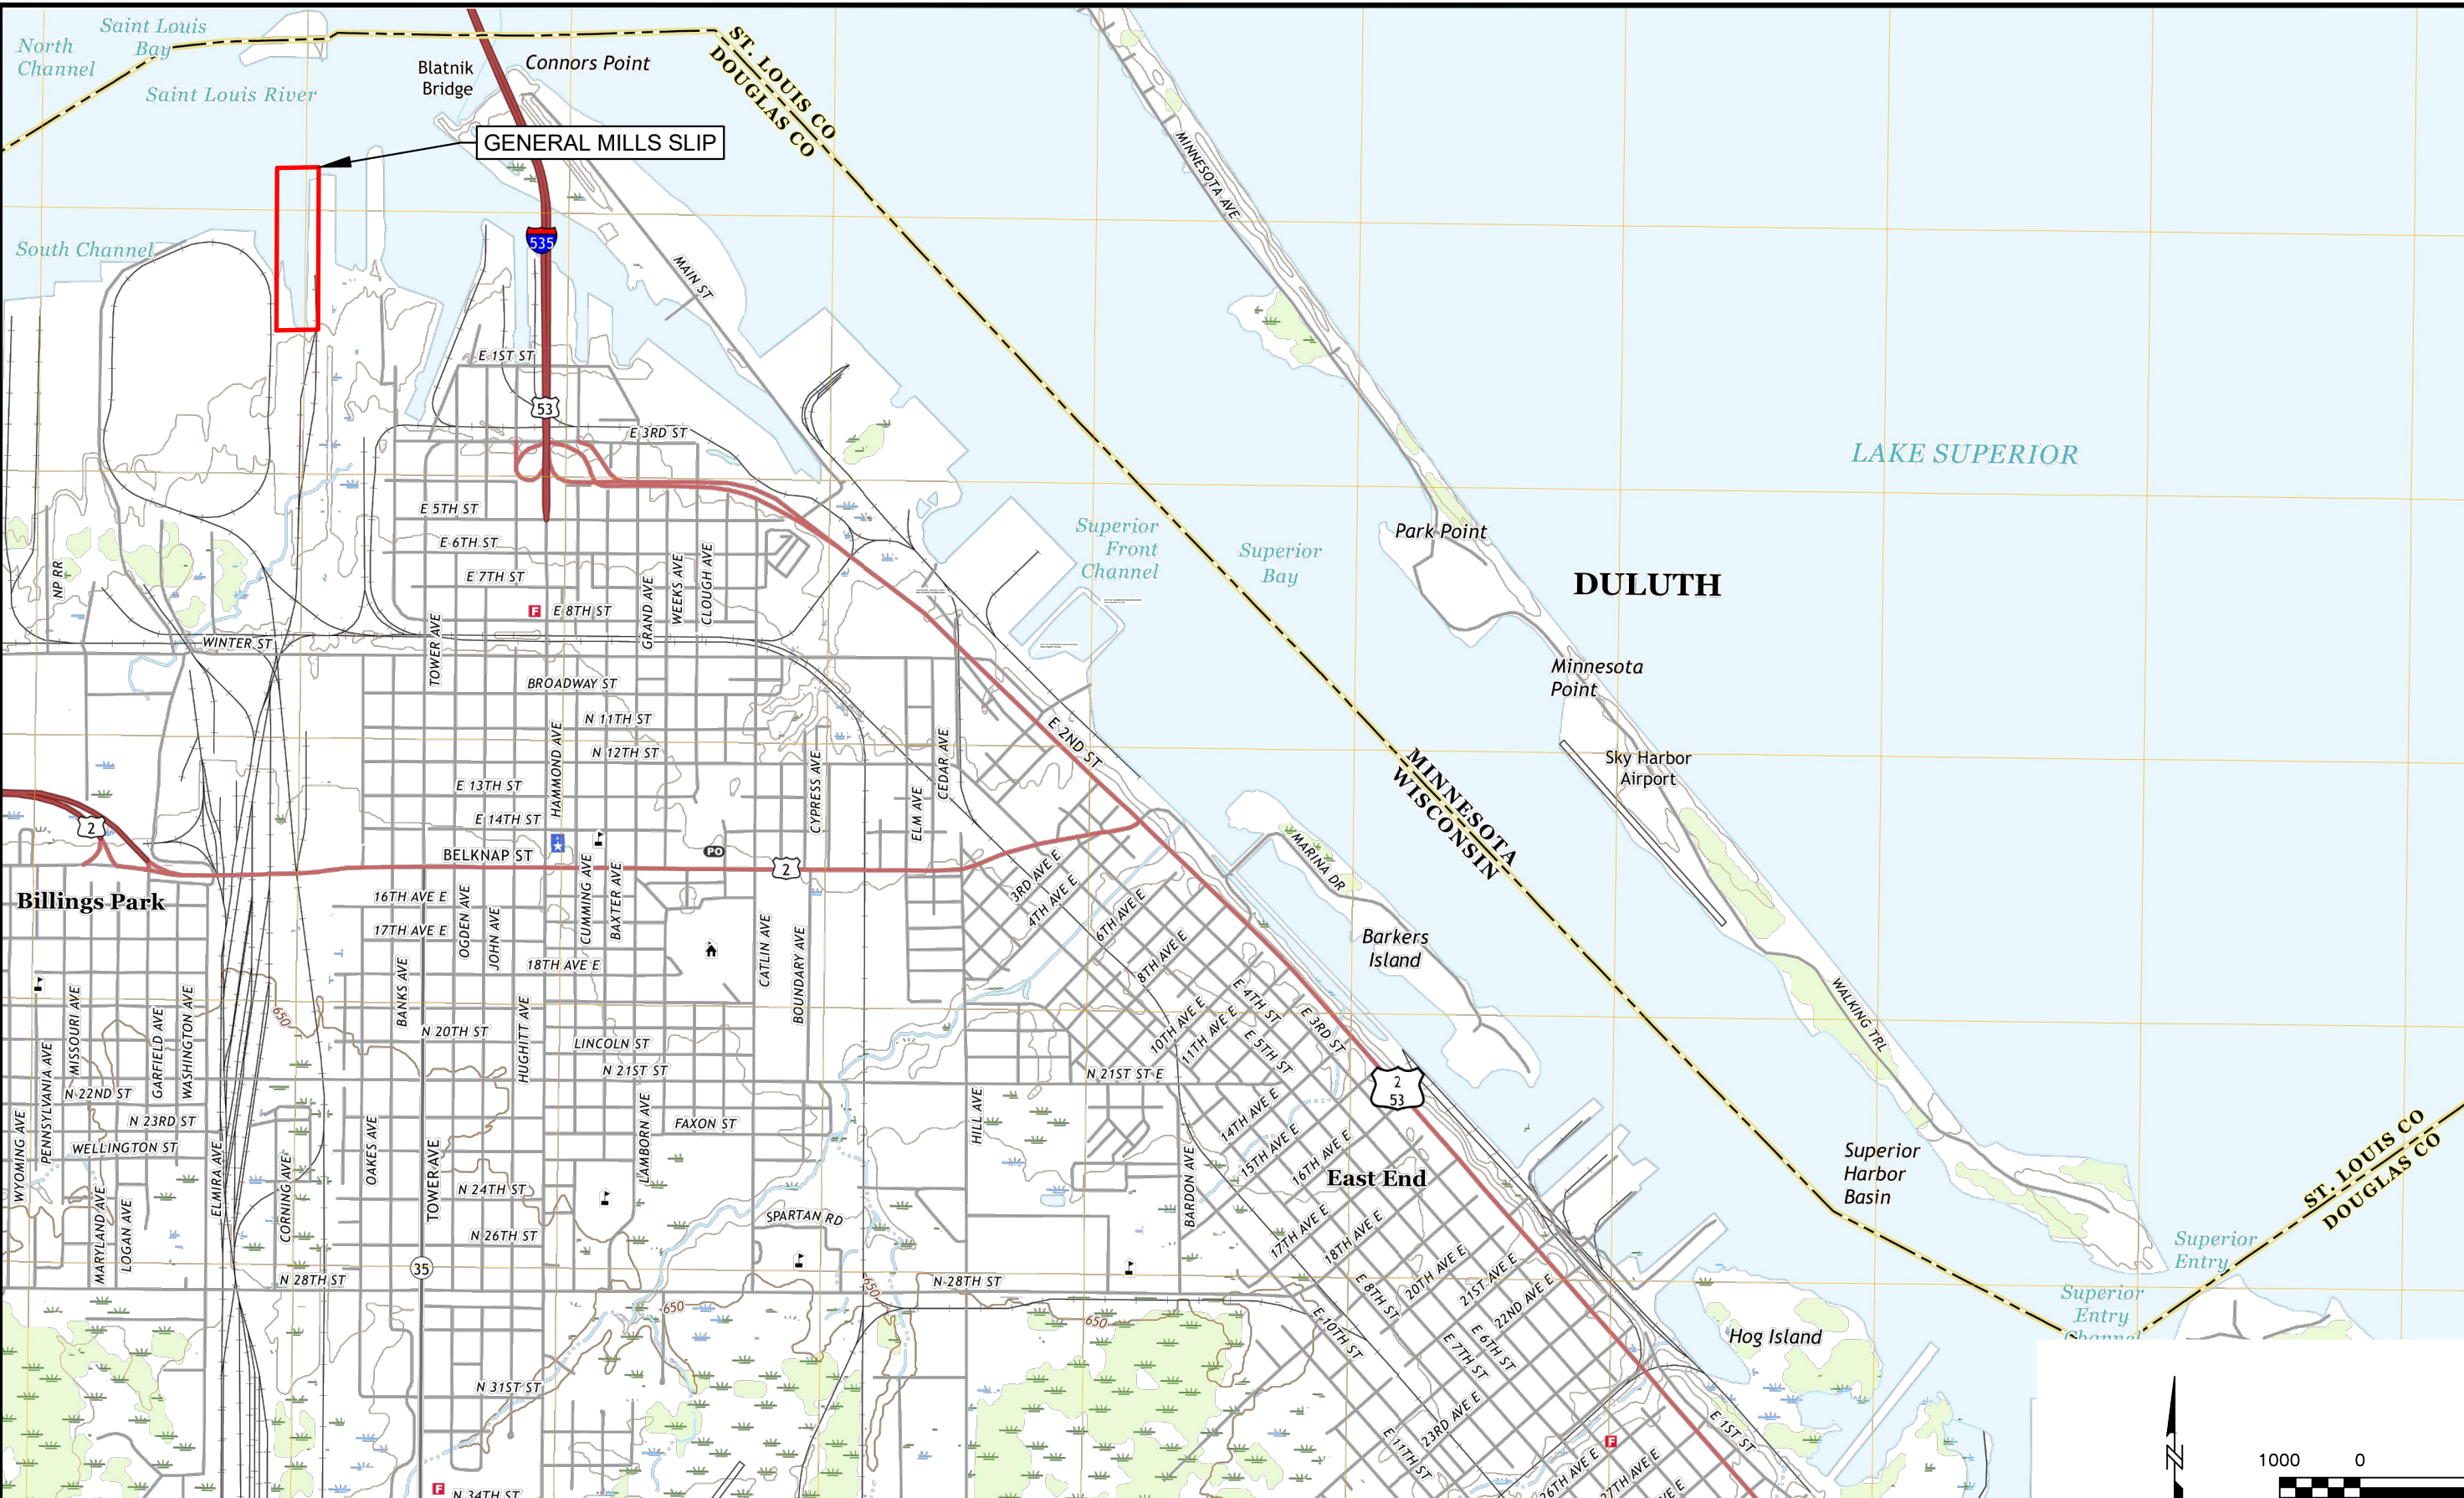 Saint Louis
Bay
North
Channel
Saint Louis River
Blatnik
Bridge
Connors Point
ST. LOUIS CO
DOUGLAS CO
GENERAL MILLS SLIP
MINNESOTA AVE
South Channel
535
MAIN ST
E 1ST ST
53
E 3RD ST
LAKE SUPERIOR
E 5TH ST
Superior
Front
Channel
Superior
Bay
Park Point
E 6TH ST
E 7TH ST
NP RR
GRAND AVE
WEEKS AVE
CLOUGH AVE
DULUTH
F
E 8TH ST
TOWER AVE
WINTER ST
Minnesota
Point
BROADWAY ST
N 11TH ST
E 2ND ST
HAMMOND AVE
N 12TH ST
CYPRESS AVE
CEDAR AVE
ELM AVE
MINNESOTA
WISCONSIN
Sky Harbor
Airport
E 13TH ST
E 14TH ST
2
BELKNAP ST
PO
2
MARINA DR
Billings Park
16TH AVE E
17TH AVE E
18TH AVE E
OGDEN AVE
JOHN AVE
CUMMING AVE
BAXTER AVE
CATLIN AVE
BOUNDARY AVE
3RD AVE E
4TH AVE E
6TH AVE E
8TH AVE E
Barkers
Island
BANKS AVE
HUGHITT AVE
650
MISSOURI AVE
GARFIELD AVE
WASHINGTON AVE
PENNSYLVANIA AVE
N 20TH ST
LINCOLN ST
N 21ST ST
N 21ST ST E
10TH AVE E
11TH AVE E
E 4TH ST
E 3RD ST
E 5TH ST
WALKING TRL
2
53
N 22ND ST
N 23RD ST
WELLINGTON ST
WYOMING AVE
ELMIRA AVE
CORNING AVE
OAKES AVE
TOWER AVE
LAMBORN AVE
FAXON ST
HILL AVE
BARDON AVE
14TH AVE E
15TH AVE E
16TH AVE E
East End
Superior
Harbor
Basin
ST. LOUIS CO
DOUGLAS CO
MARYLAND AVE
LOGAN AVE
N 24TH ST
SPARTAN RD
N 26TH ST
17TH AVE E
18TH AVE E
20TH AVE E
21ST AVE E
22ND AVE E
Superior
Entry
35
N 28TH ST
N 28TH ST
650
650
650
E 8TH ST
E 10TH ST
E 6TH ST
E 7TH ST
Superior
Entry
Channel
Hog Island
N 31ST ST
23RD AVE E
E 11TH ST
E 1ST ST
F
26TH AVE E
27TH AVE E
VE E
F
N 34TH ST
N
1000
0